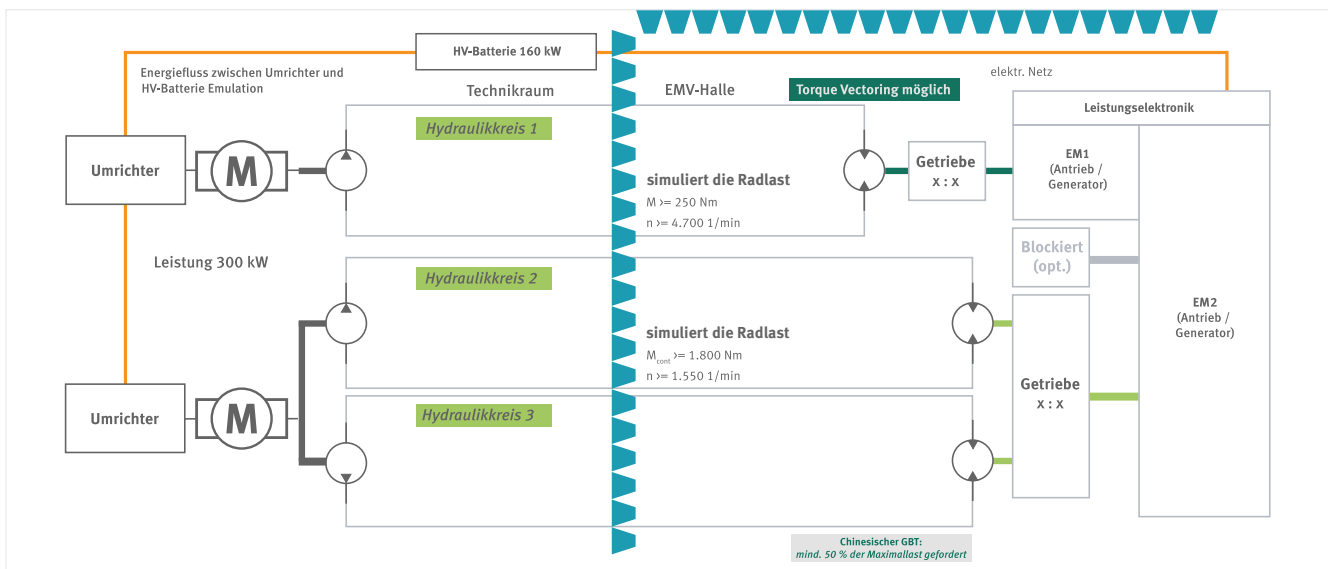 HV-Batterie 160 kW
Energiefluss zwischen Umrichter und
HV-Batterie Emulation
Technikraum
EMV-Halle
elektr. Netz
Torque Vectoring möglich
Leistungselektronik
Hydraulikkreis 1
Umrichter
M
simuliert die Radlast
M >= 250 Nm
n >= 4.700 1/min
Getriebe
x : x
EM1
(Antrieb /
Generator)
Leistung 300 kW
Blockiert
(opt.)
Hydraulikkreis 2
simuliert die Radlast
Mcont >= 1.800 Nm
n >= 1.550 1/min
EM2
(Antrieb /
Generator)
Getriebe
x : x
Umrichter
M
Hydraulikkreis 3
Chinesischer GBT:
mind. 50 % der Maximallast gefordert